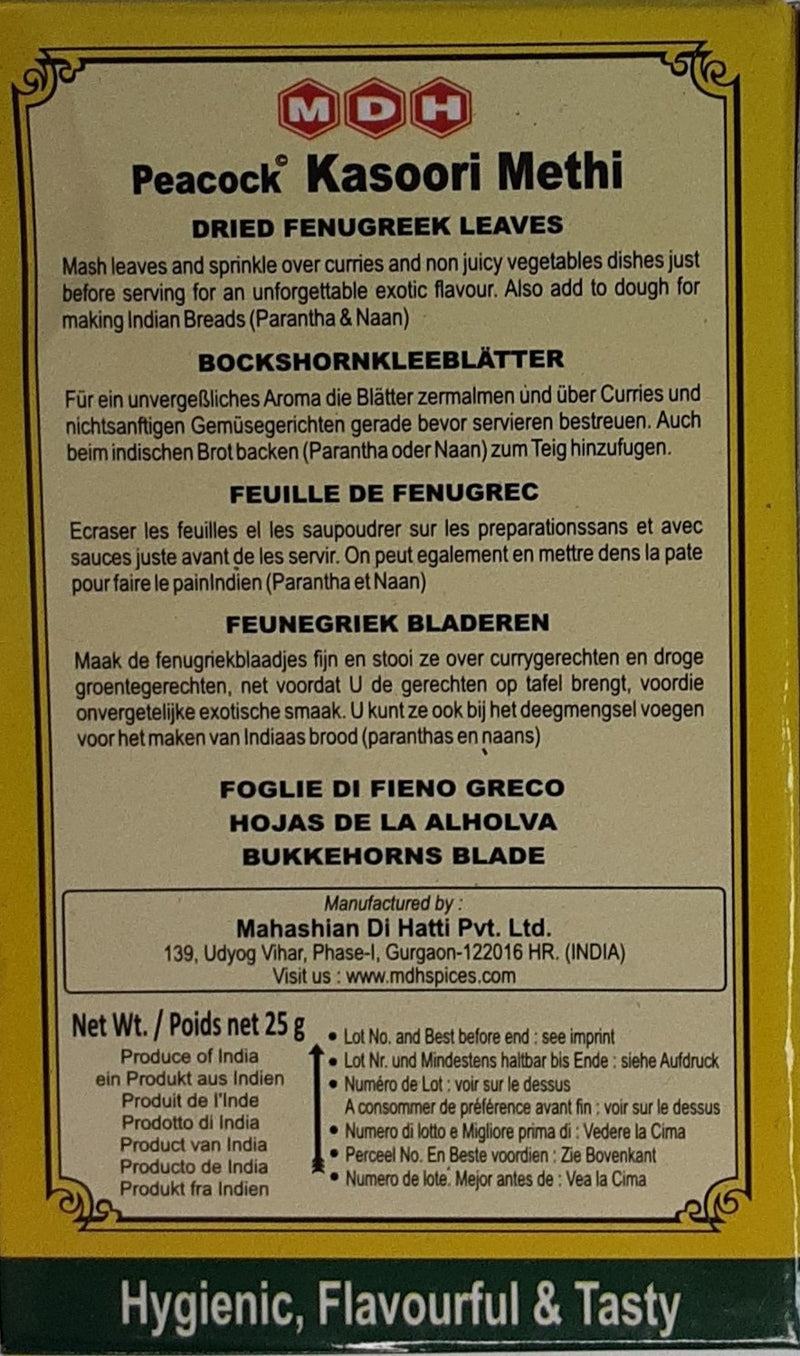 MDH
Peacock© Kasoori Methi
DRIED FENUGREEK LEAVES
Mash leaves and sprinkle over curries and non juicy vegetables dishes just
before serving for an unforgettable exotic flavour. Also add to dough for
making Indian Breads (Parantha & Naan)
BOCKSHORNKLEEBLÄTTER
Für ein unvergeßliches Aroma die Blätter zermalmen und über Curries und
nichtsanftigen Gemüsegerichten gerade bevor servieren bestreuen. Auch
beim indischen Brot backen (Parantha oder Naan) zum Teig hinzufugen.
FEUILLE DE FENUGREC
Ecraser les feuilles el les saupoudrer sur les preparationssans et avec
sauces juste avant de les servir. On peut egalement en mettre dens la pate
pour faire le painIndien (Parantha et Naan)
FEUNEGRIEK BLADEREN
Maak de fenugriekblaadjes fijn en stooi ze over currygerechten en droge
groentegerechten, net voordat U de gerechten op tafel brengt, voordie
onvergetelijke exotische smaak. U kunt ze ook bij het deegmengsel voegen
voor het maken van Indiaas brood (paranthas en naans)
FOGLIE DI FIENO GRECO
HOJAS DE LA ALHOLVA
BUKKEHORNS BLADE
Manufactured by :
Mahashian Di Hatti Pvt. Ltd.
139, Udyog Vihar, Phase-I, Gurgaon-122016 HR. (INDIA)
Visit us : www.mdhspices.com
Net Wt. / Poids net 25 g
Produce of India
ein Produkt aus Indien
Produit de l'Inde
Prodotto di India
Product van India
Producto de India
Produkt fra Indien
• Lot No. and Best before end : see imprint
• Lot Nr. und Mindestens haltbar bis Ende : siehe Aufdruck
• Numéro de Lot : voir sur le dessus
A consommer de préférence avant fin : voir sur le dessus
• Numero di lotto e Migliore prima di : Vedere la Cima
• Perceel No. En Beste voordien : Zie Bovenkant
• Numero de lote. Mejor antes de : Vea la Cima
Hygienic, Flavourful & Tasty